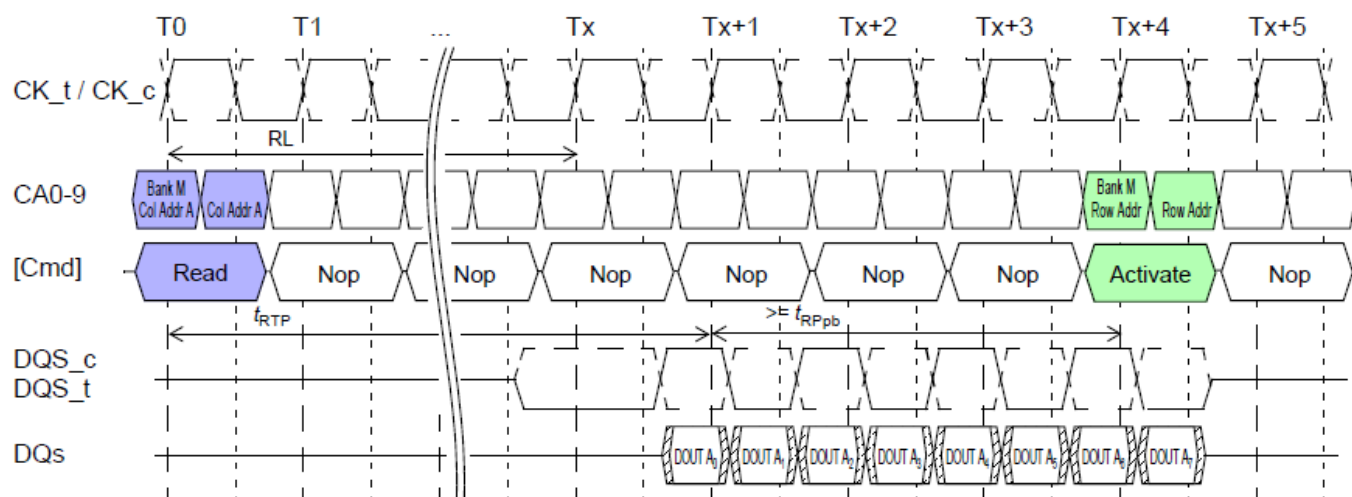 T0 T1 ... Tx Tx+1 Tx+2 Tx+3 Tx+4 Tx+5
CK_t / CK_c
RL
CA0-9
Bank M
Col Addr A
Col Addr A
Bank M
Row Addr
Row Addr
[Cmd] Read Nop Nop Nop Nop Nop Nop Activate Nop
tRTP >= tRPpb
DQS_c
DQS_t
DQs DOUT A0 DOUT A1 DOUT A2 DOUT A3 DOUT A4 DOUT A5 DOUT A6 DOUT A7